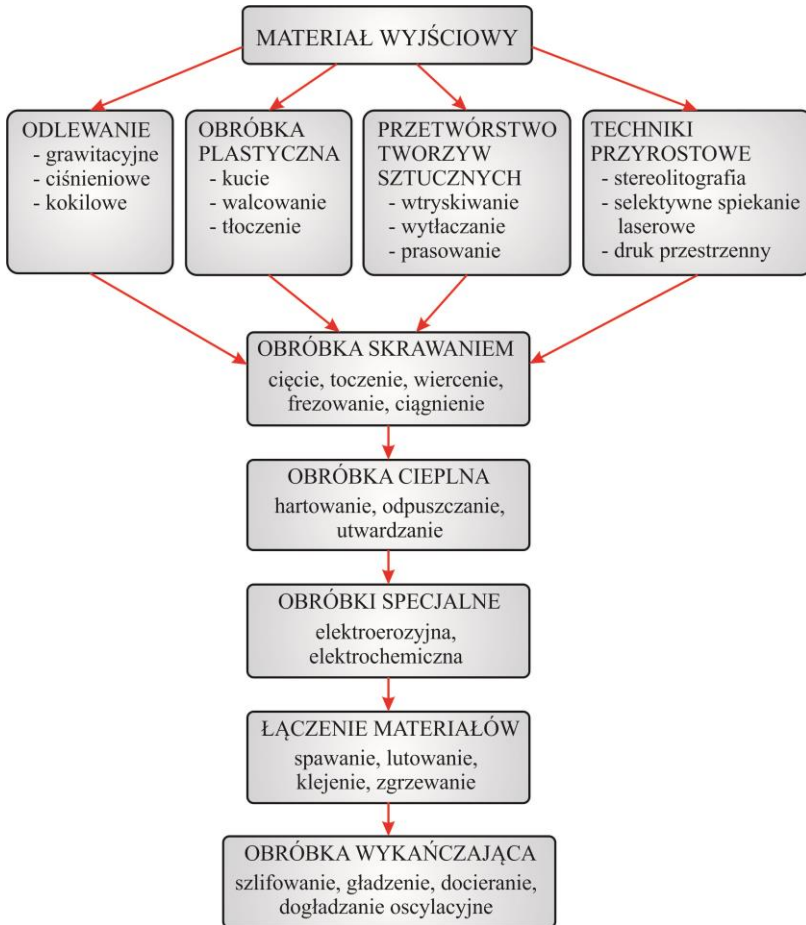 MATERIAŁ WYJŚCIOWY
ODLEWANIE
- grawitacyjne
- ciśnieniowe
- kokilowe
OBRÓBKA
PLASTYCZNA
- kucie
- walcowanie
- tłoczenie
PRZETWÓRSTWO
TWORZYW
SZTUCZNYCH
- wtryskiwanie
- wytłaczanie
- prasowanie
TECHNIKI
PRZYROSTOWE
- stereolitografia
- selektywne spiekanie
laserowe
- druk przestrzenny
OBRÓBKA SKRAWANIEM
cięcie, toczenie, wiercenie,
frezowanie, ciągnienie
OBRÓBKA CIEPLNA
hartowanie, odpuszczanie,
utwardzanie
OBRÓBKI SPECJALNE
elektroerozyjna,
elektrochemiczna
ŁĄCZENIE MATERIAŁÓW
spawanie, lutowanie,
klejenie, zgrzewanie
OBRÓBKA WYKAŃCZAJĄCA
szlifowanie, gładzenie, docieranie,
dogładzanie oscylacyjne